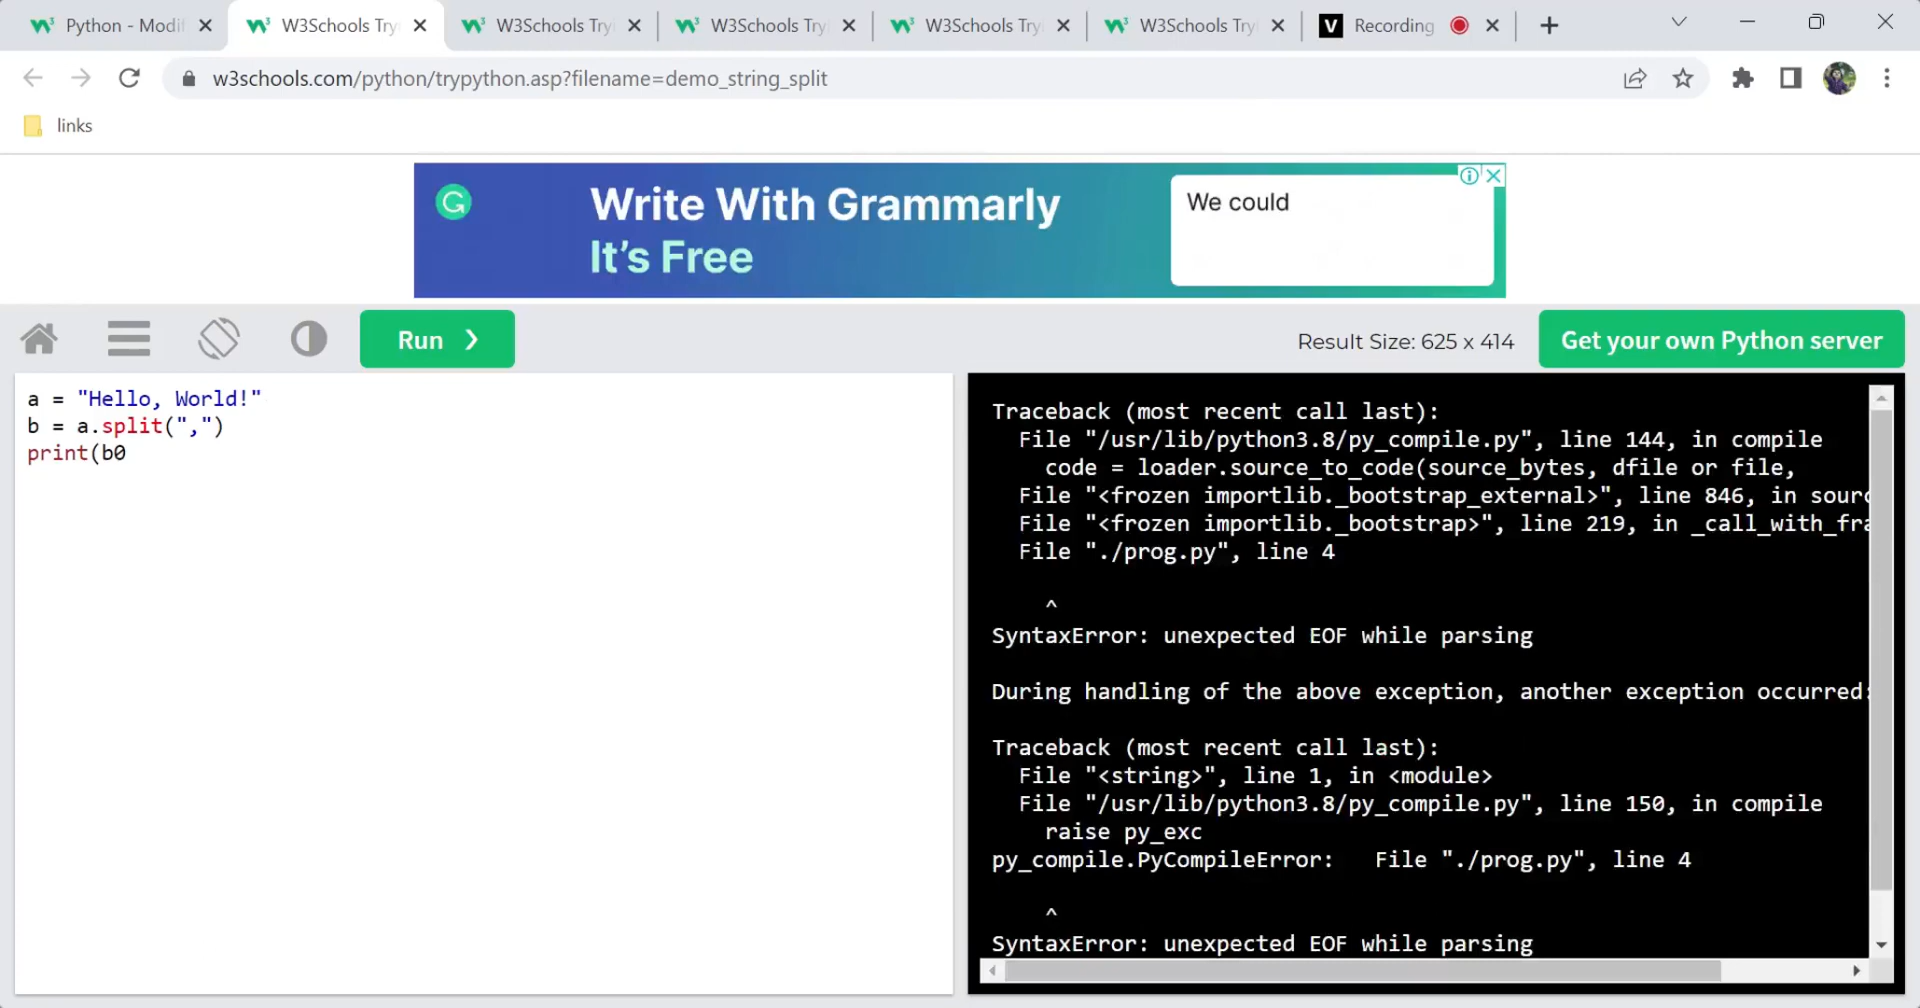 Python - Modif
W3Schools Try
W3Schools Try
W3Schools Try
W3Schools Try
W3Schools Try
V Recording
w3schools.com/python/trypython.asp?filename=demo_string_split
links
G
Write With Grammarly
It's Free
We could
Run ❯
Result Size: 625 x 414
Get your own Python server
a = "Hello, World!"
b = a.split(",")
print(b0
Traceback (most recent call last):
  File "/usr/lib/python3.8/py_compile.py", line 144, in compile
    code = loader.source_to_code(source_bytes, dfile or file,
  File "<frozen importlib._bootstrap_external>", line 846, in sourc
  File "<frozen importlib._bootstrap>", line 219, in _call_with_fra
  File "./prog.py", line 4
    ^
SyntaxError: unexpected EOF while parsing
During handling of the above exception, another exception occurred:
Traceback (most recent call last):
  File "<string>", line 1, in <module>
  File "/usr/lib/python3.8/py_compile.py", line 150, in compile
    raise py_exc
py_compile.PyCompileError:   File "./prog.py", line 4
    ^
SyntaxError: unexpected EOF while parsing